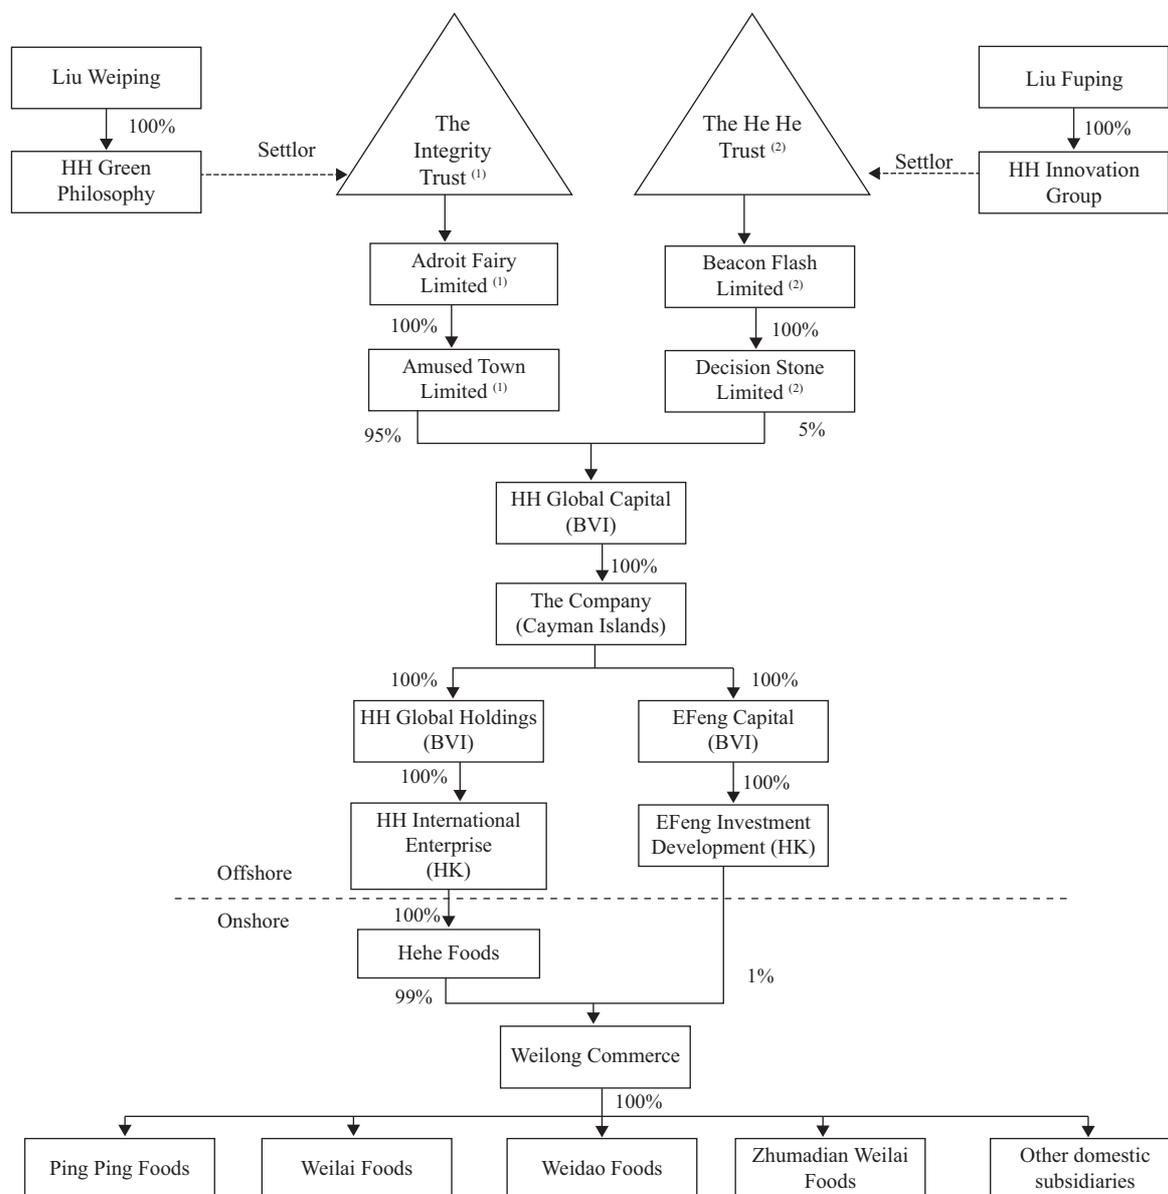 Liu Weiping
100%
HH Green
Philosophy
Settlor
The
Integrity
Trust (1)
The He He
Trust (2)
Liu Fuping
100%
Settlor
HH Innovation
Group
Adroit Fairy
Limited (1)
Beacon Flash
Limited (2)
100%
100%
Amused Town
Limited (1)
Decision Stone
Limited (2)
95%
5%
HH Global Capital
(BVI)
100%
The Company
(Cayman Islands)
100%
100%
HH Global Holdings
(BVI)
EFeng Capital
(BVI)
100%
100%
HH International
Enterprise
(HK)
EFeng Investment
Development (HK)
Offshore
Onshore
100%
Hehe Foods
99%
1%
Weilong Commerce
100%
Ping Ping Foods
Weilai Foods
Weidao Foods
Zhumadian Weilai
Foods
Other domestic
subsidiaries